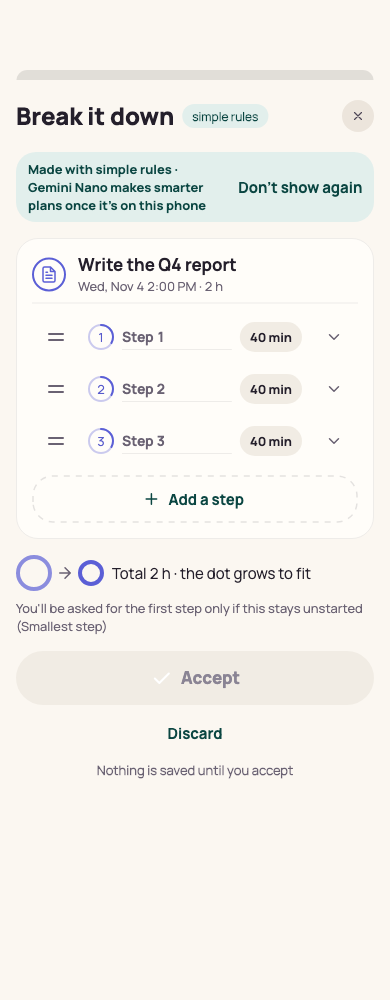 Break it down
simple rules
Made with simple rules ·
Gemini Nano makes smarter
plans once it's on this phone
Don't show again
Write the Q4 report
Wed, Nov 4 2:00 PM · 2 h
1 Step 1 40 min
2 Step 2 40 min
3 Step 3 40 min
Add a step
Total 2 h · the dot grows to fit
You'll be asked for the first step only if this stays unstarted
(Smallest step)
Accept
Discard
Nothing is saved until you accept